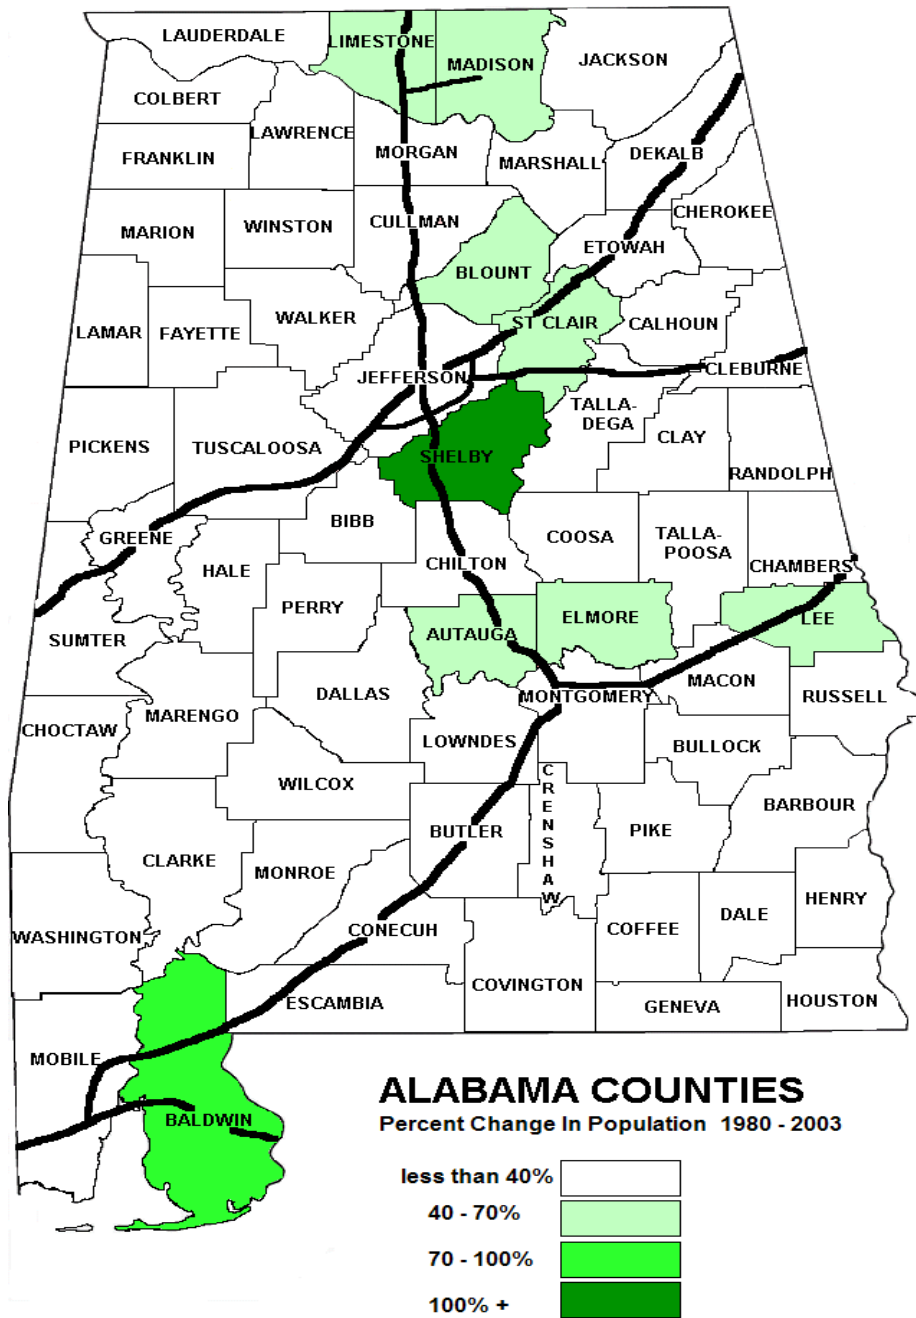 LAUDERDALE
LIMESTONE
MADISON
JACKSON
COLBERT
LAWRENCE
FRANKLIN
MORGAN
MARSHALL
DEKALB
CHEROKEE
MARION
WINSTON
CULLMAN
ETOWAH
BLOUNT
LAMAR
FAYETTE
WALKER
ST CLAIR
CALHOUN
JEFFERSON
CLEBURNE
PICKENS
TUSCALOOSA
SHELBY
TALLA-
DEGA
CLAY
RANDOLPH
GREENE
BIBB
HALE
CHILTON
COOSA
TALLA-
POOSA
CHAMBERS
SUMTER
PERRY
AUTAUGA
ELMORE
LEE
CHOCTAW
MARENGO
DALLAS
MONTGOMERY
MACON
RUSSELL
LOWNDES
BULLOCK
WILCOX
CRENSHAW
BARBOUR
CLARKE
MONROE
BUTLER
PIKE
WASHINGTON
CONECUH
COFFEE
DALE
HENRY
ESCAMBIA
COVINGTON
GENEVA
HOUSTON
MOBILE
BALDWIN
ALABAMA COUNTIES
Percent Change In Population 1980 - 2003
less than 40%
40 - 70%
70 - 100%
100% +